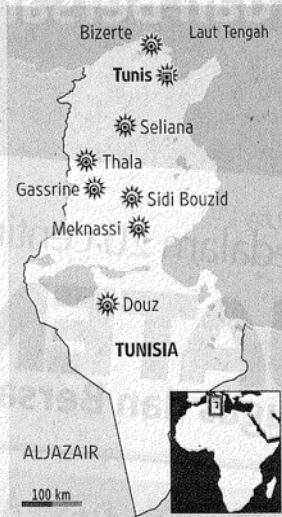 Bizerte
Laut Tengah
Tunis
Seliana
Thala
Gassrine
Sidi Bouzid
Meknassi
Douz
TUNISIA
ALJAZAIR
100 km